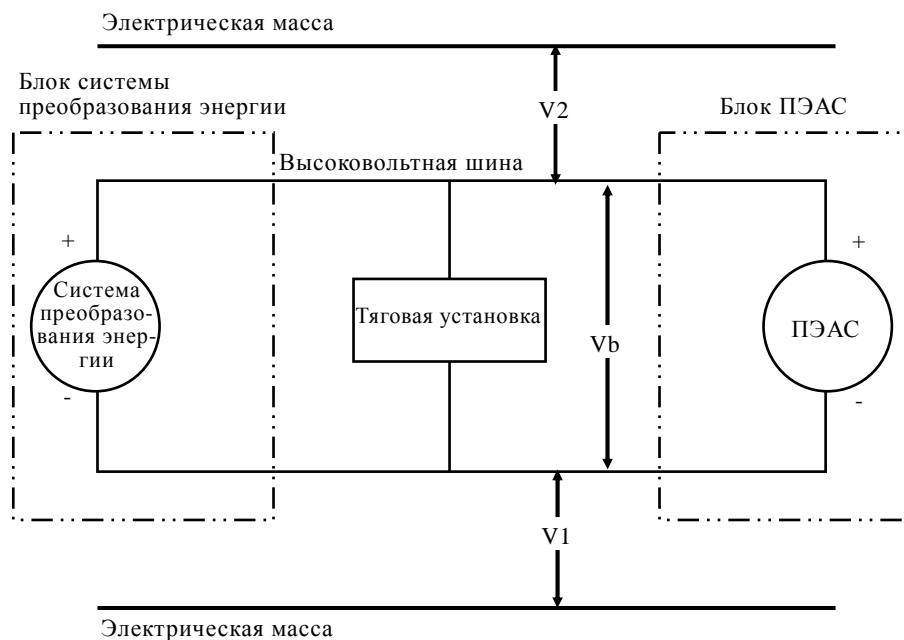 Электрическая масса
Блок системы
преобразования энергии
V2
Блок ПЭАС
Высоковольтная шина
+
+
Система
преобразо-
вания энер-
гии
Тяговая установка
Vb
ПЭАС
-
-
V1
Электрическая масса